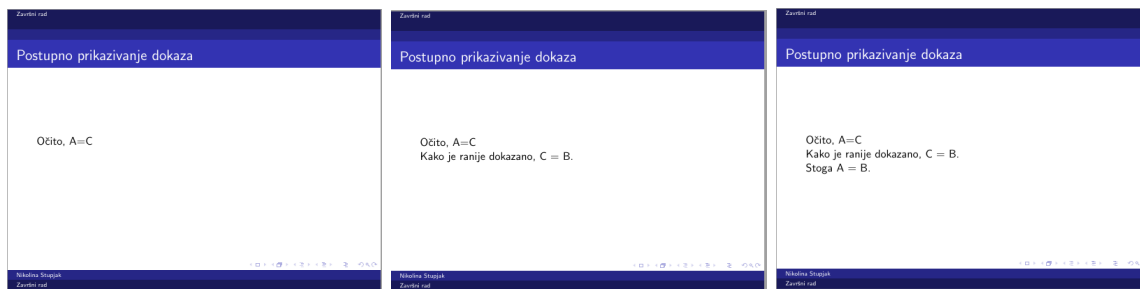 Završni rad
Postupno prikazivanje dokaza
Očito, A=C
Nikolina Stupjak
Završni rad
Završni rad
Postupno prikazivanje dokaza
Očito, A=C
Kako je ranije dokazano, C = B.
Nikolina Stupjak
Završni rad
Završni rad
Postupno prikazivanje dokaza
Očito, A=C
Kako je ranije dokazano, C = B.
Stoga A = B.
Nikolina Stupjak
Završni rad